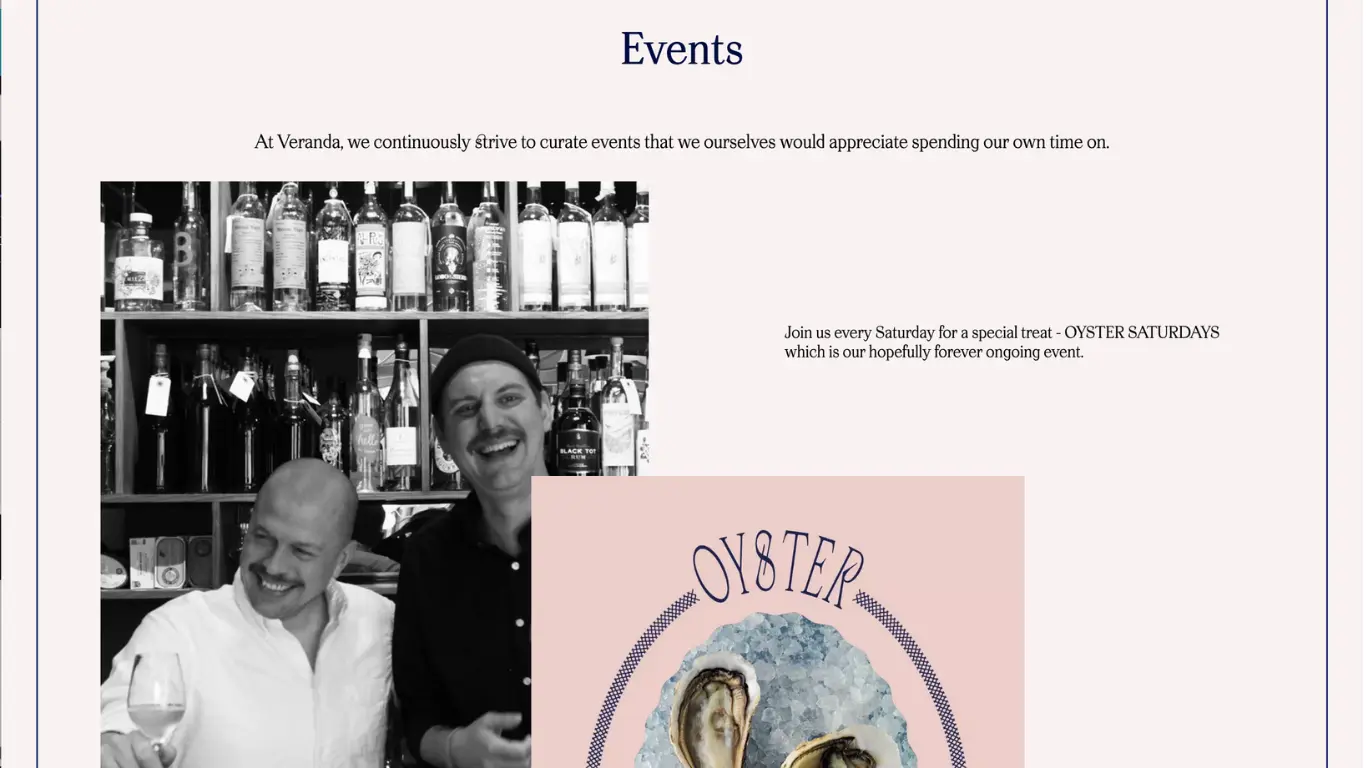 Events
At Veranda, we continuously strive to curate events that we ourselves would appreciate spending our own time on.
Join us every Saturday for a special treat - OYSTER SATURDAYS
which is our hopefully forever ongoing event.
hello
BLACK TOT
RUM
OYSTER